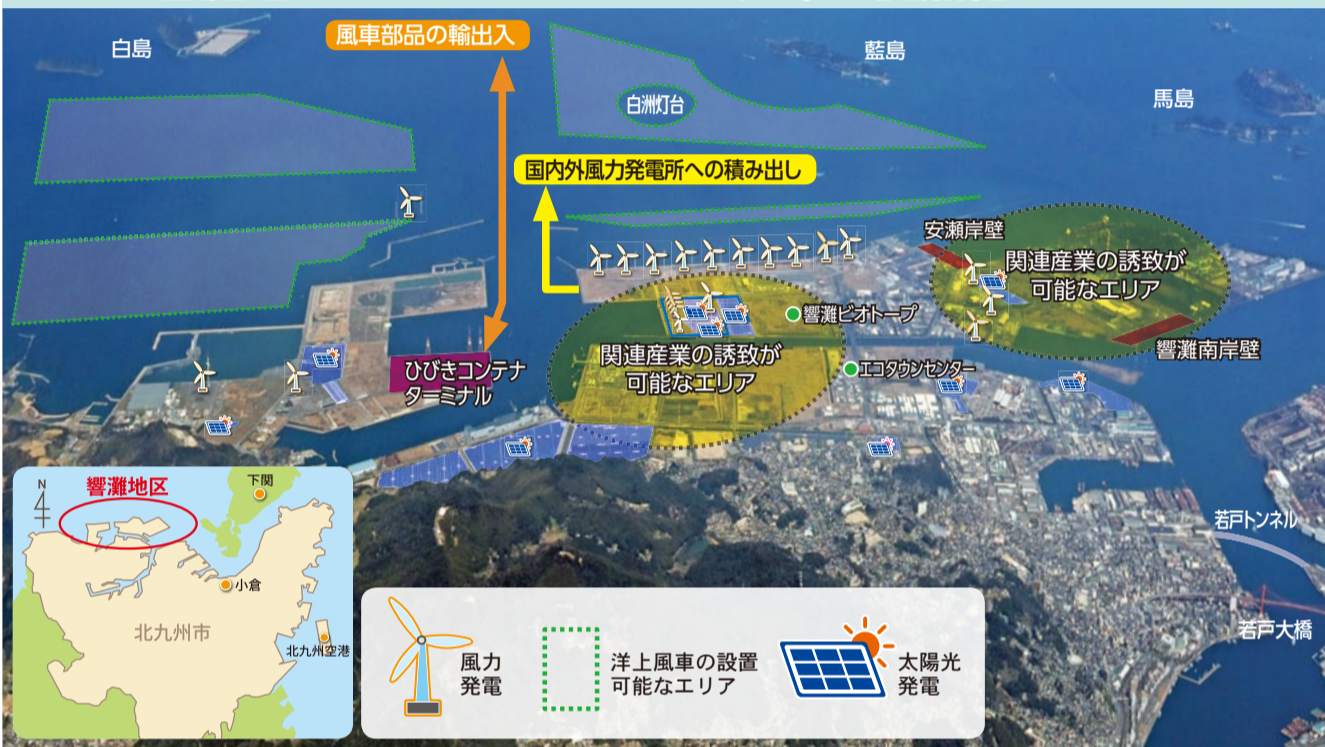 白島
風車部品の輸出入
藍島
白洲灯台
馬島
国内外風力発電所への積み出し
安瀬岸壁
関連産業の誘致が
可能なエリア
響灘ビオトープ
響灘南岸壁
関連産業の誘致が
可能なエリア
ひびきコンテナ
ターミナル
エコタウンセンター
響灘地区
下関
N
小倉
北九州市
北九州空港
若戸トンネル
若戸大橋
風力
発電
洋上風車の設置
可能なエリア
太陽光
発電